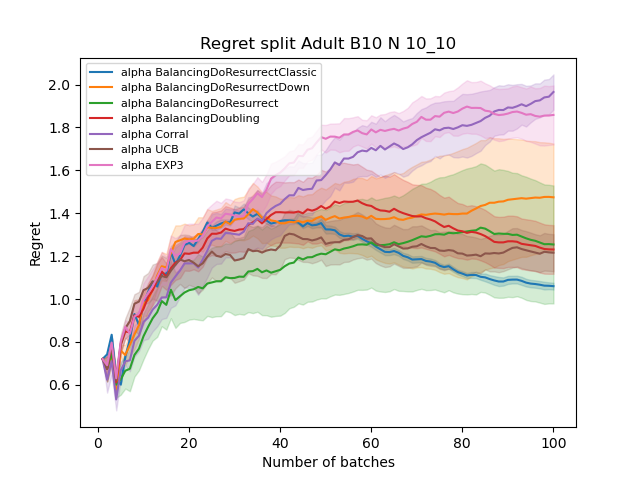 Regret split Adult B10 N 10_10
alpha BalancingDoResurrectClassic
alpha BalancingDoResurrectDown
alpha BalancingDoResurrect
alpha BalancingDoubling
alpha Corral
alpha UCB
alpha EXP3
Regret
2.0
1.8
1.6
1.4
1.2
1.0
0.8
0.6
0
20
40
60
80
100
Number of batches